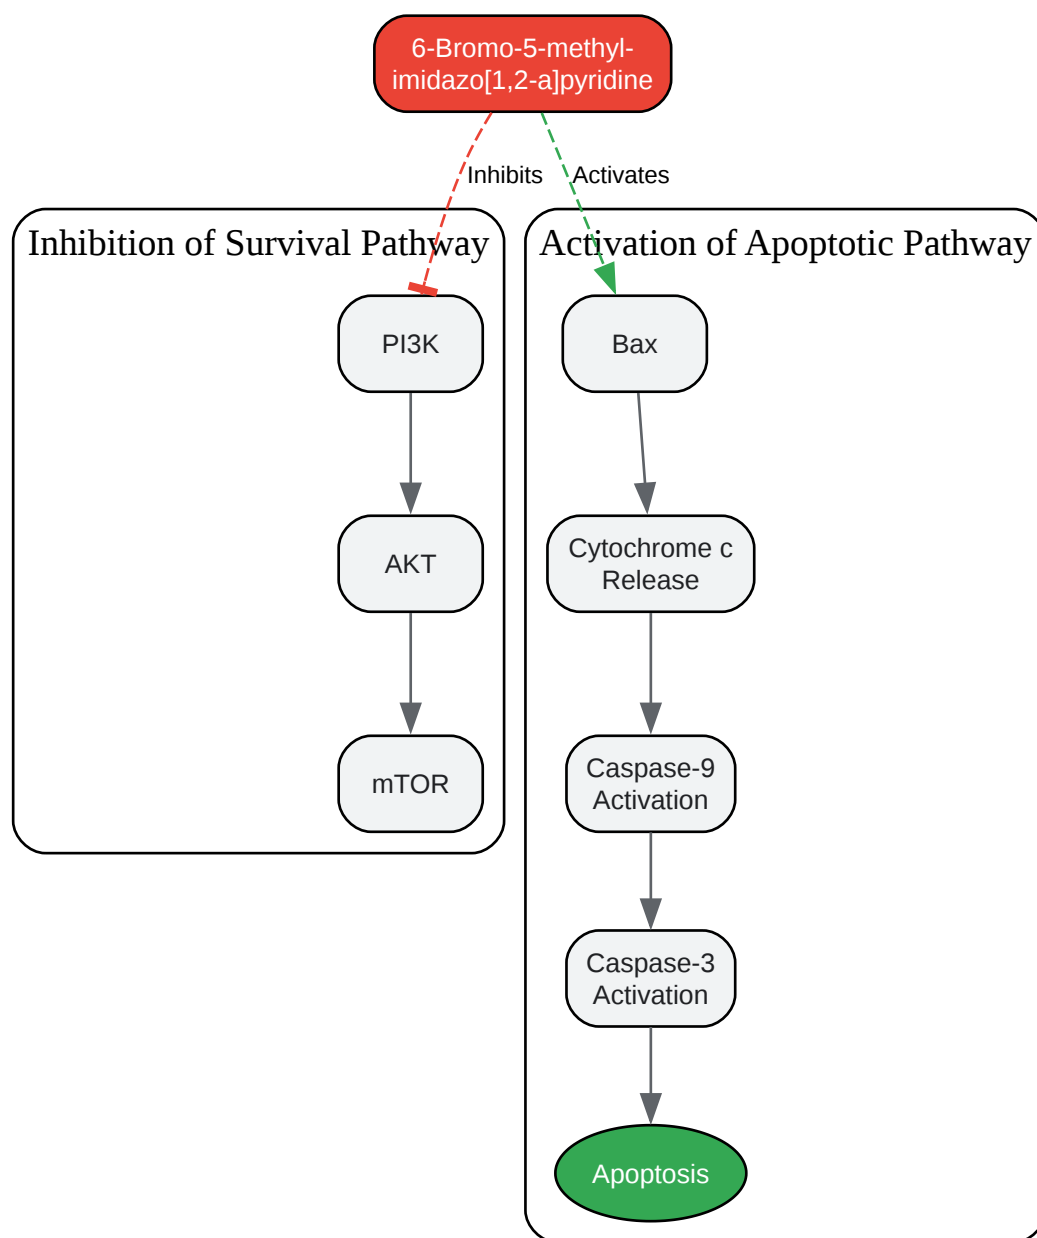 6-Bromo-5-methyl-
imidazo[1,2-a]pyridine
Inhibits
Activates
Inhibition of Survival Pathway
PI3K
AKT
mTOR
Activation of Apoptotic Pathway
Bax
Cytochrome c
Release
Caspase-9
Activation
Caspase-3
Activation
Apoptosis